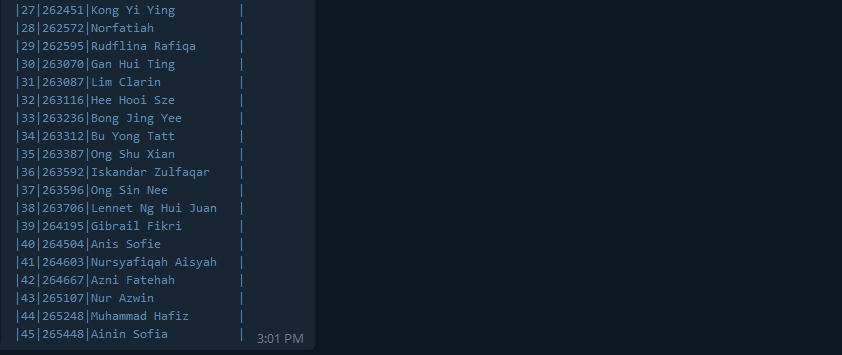 |27|262451|Kong Yi Ying         |
|28|262572|Norfatiah            |
|29|262595|Rudflina Rafiqa      |
|30|263070|Gan Hui Ting         |
|31|263087|Lim Clarin           |
|32|263116|Hee Hooi Sze         |
|33|263236|Bong Jing Yee        |
|34|263312|Bu Yong Tatt         |
|35|263387|Ong Shu Xian         |
|36|263592|Iskandar Zulfaqar    |
|37|263596|Ong Sin Nee          |
|38|263706|Lennet Ng Hui Juan   |
|39|264195|Gibrail Fikri        |
|40|264504|Anis Sofie           |
|41|264603|Nursyafiqah Aisyah   |
|42|264667|Azni Fatehah         |
|43|265107|Nur Azwin            |
|44|265248|Muhammad Hafiz       |
|45|265448|Ainin Sofia          |
3:01 PM